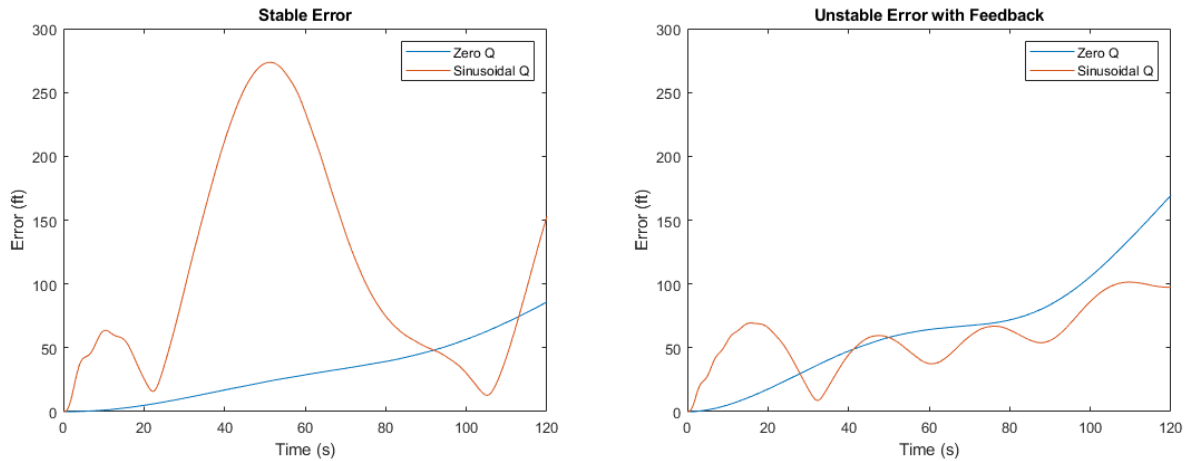 Stable Error
300
250
200
150
100
50
0
Error (ft)
0 20 40 60 80 100 120
Time (s)
Zero Q
Sinusoidal Q
Unstable Error with Feedback
300
250
200
150
100
50
0
Error (ft)
0 20 40 60 80 100 120
Time (s)
Zero Q
Sinusoidal Q